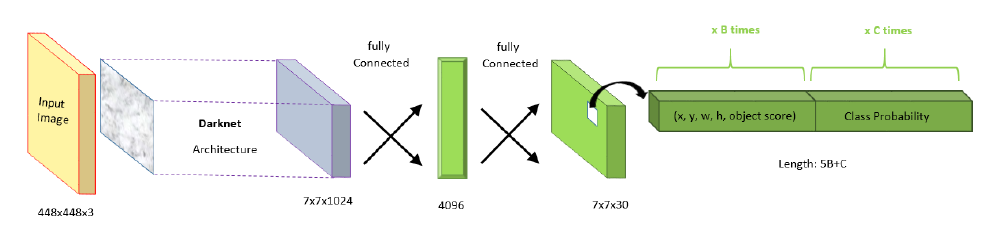 x B times
x C times
fully
Connected
fully
Connected
Input
Image
Darknet
Architecture
(x, y, w, h, object score)
Class Probability
Length: 5B+C
448x448x3
7x7x1024
4096
7x7x30